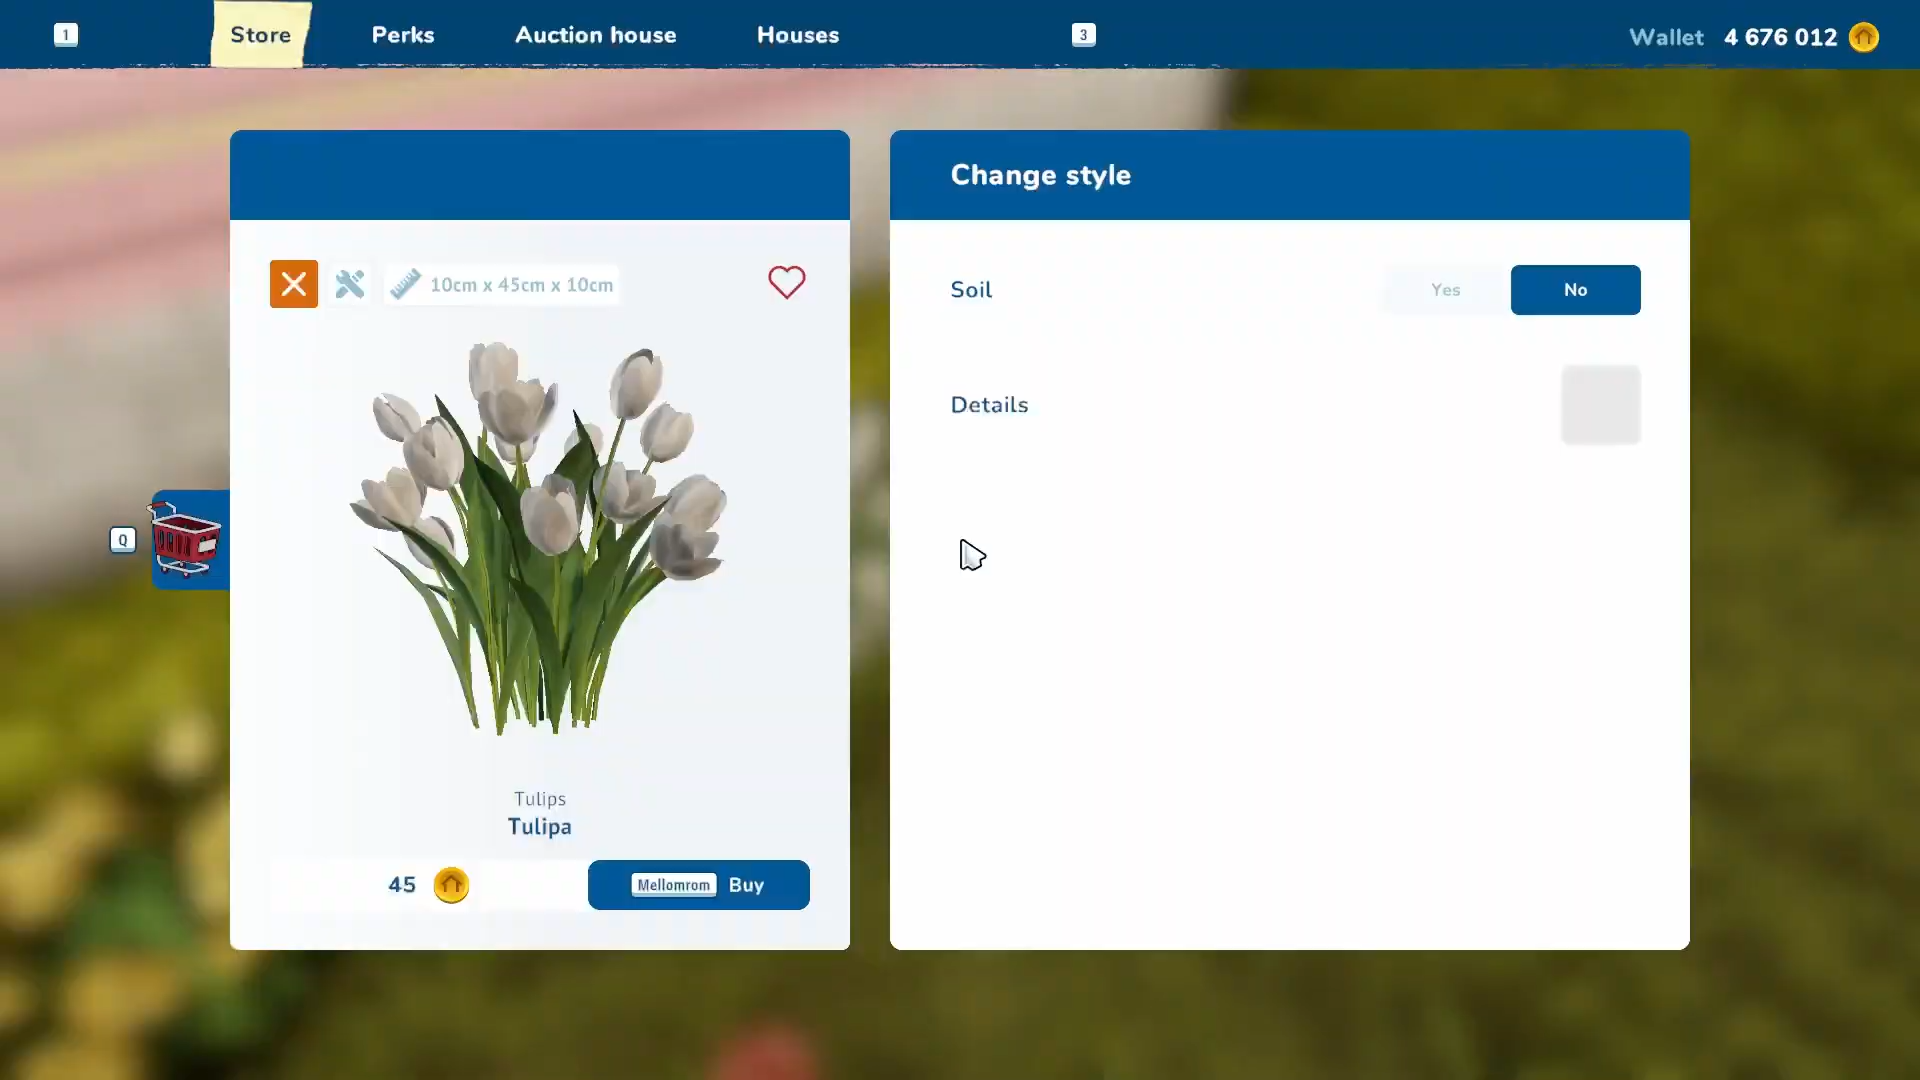 1
Store
Perks
Auction house
Houses
3
Wallet 4 676 012
10cm x 45cm x 10cm
Q
Tulips
Tulipa
45
Mellomrom Buy
Change style
Soil
Yes
No
Details